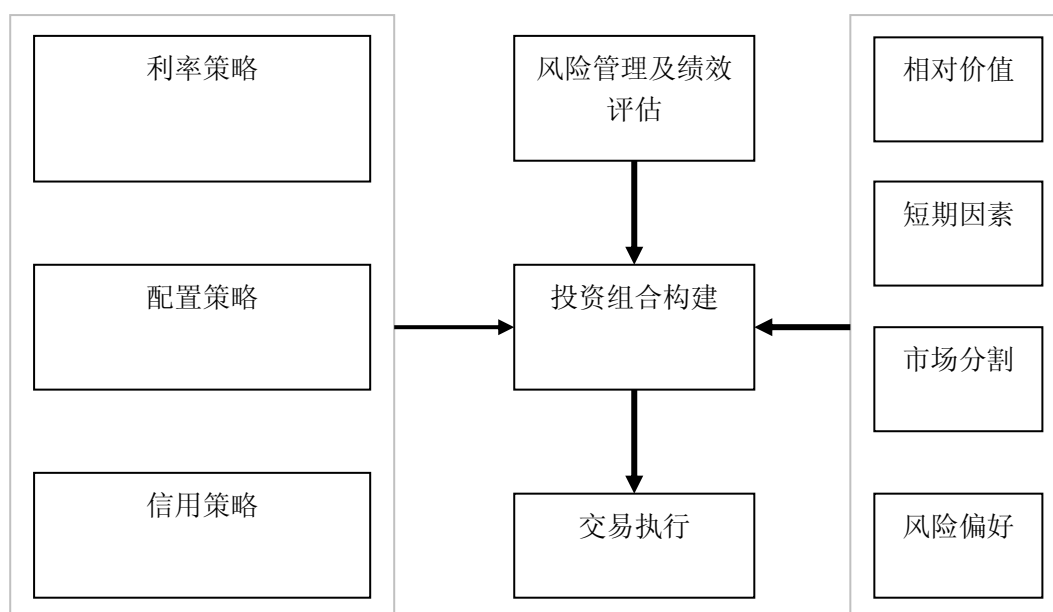 利率策略
配置策略
信用策略
风险管理及绩效
评估
投资组合构建
交易执行
相对价值
短期因素
市场分割
风险偏好